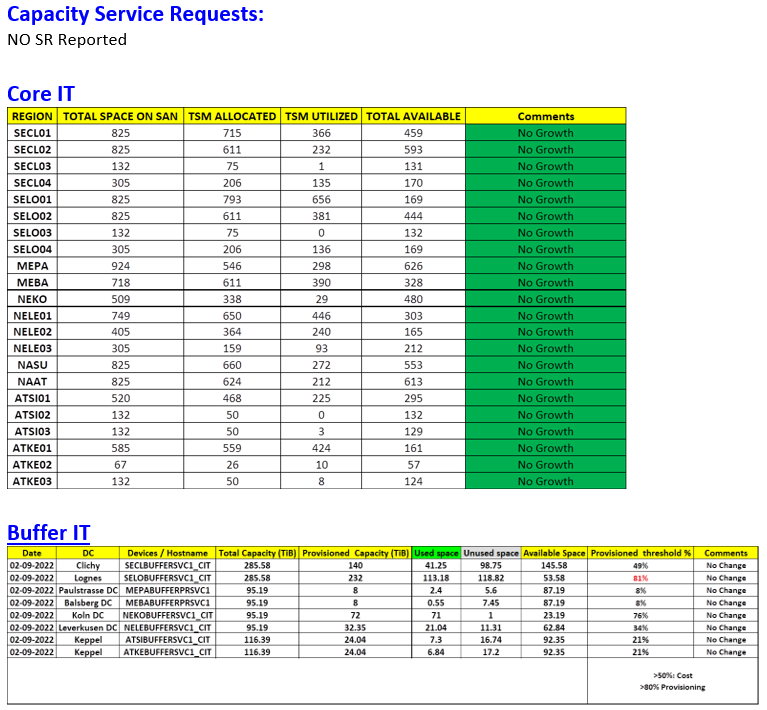 Capacity Service Requests:
NO SR Reported
Core IT
REGION TOTAL SPACE ON SAN TSM ALLOCATED TSM UTILIZED TOTAL AVAILABLE Comments
SECL01 825 715 366 459 No Growth
SECL02 825 611 232 593 No Growth
SECL03 132 75 1 131 No Growth
SECL04 305 206 135 170 No Growth
SELO01 825 793 656 169 No Growth
SELO02 825 611 381 444 No Growth
SELO03 132 75 0 132 No Growth
SELO04 305 206 136 169 No Growth
MEPA 924 546 298 626 No Growth
MEBA 718 611 390 328 No Growth
NEKO 509 338 29 480 No Growth
NELE01 749 650 446 303 No Growth
NELE02 405 364 240 165 No Growth
NELE03 305 159 93 212 No Growth
NASU 825 660 272 553 No Growth
NAAT 825 624 212 613 No Growth
ATSI01 520 468 225 295 No Growth
ATSI02 132 50 0 132 No Growth
ATSI03 132 50 3 129 No Growth
ATKE01 585 559 424 161 No Growth
ATKE02 67 26 10 57 No Growth
ATKE03 132 50 8 124 No Growth
Buffer IT
Date DC Devices / Hostname Total Capacity (TiB) Provisioned Capacity (TiB) Used space Unused space Available Space Provisioned threshold % Comments
02-09-2022 Clichy SECLBUFFERSVC1_CIT 285.58 140 41.25 98.75 145.58 49% No Change
02-09-2022 Lognes SELOBUFFERSVC1_CIT 285.58 232 113.18 118.82 53.58 81% No Change
02-09-2022 Paulstrasse DC MEPABUFFERPRSVC1 95.19 8 2.4 5.6 87.19 8% No Change
02-09-2022 Balsberg DC MEBABUFFERPRSVC1 95.19 8 0.55 7.45 87.19 8% No Change
02-09-2022 Koln DC NEKOBUFFERSVC1_CIT 95.19 72 71 1 23.19 76% No Change
02-09-2022 Leverkusen DC NELEBUFFERSVC1_CIT 95.19 32.35 21.04 11.31 62.84 34% No Change
02-09-2022 Keppel ATSIBUFFERSVC1_CIT 116.39 24.04 7.3 16.74 92.35 21% No Change
02-09-2022 Keppel ATKEBUFFERSVC1_CIT 116.39 24.04 6.84 17.2 92.35 21% No Change
>50%: Cost
>80% Provisioning